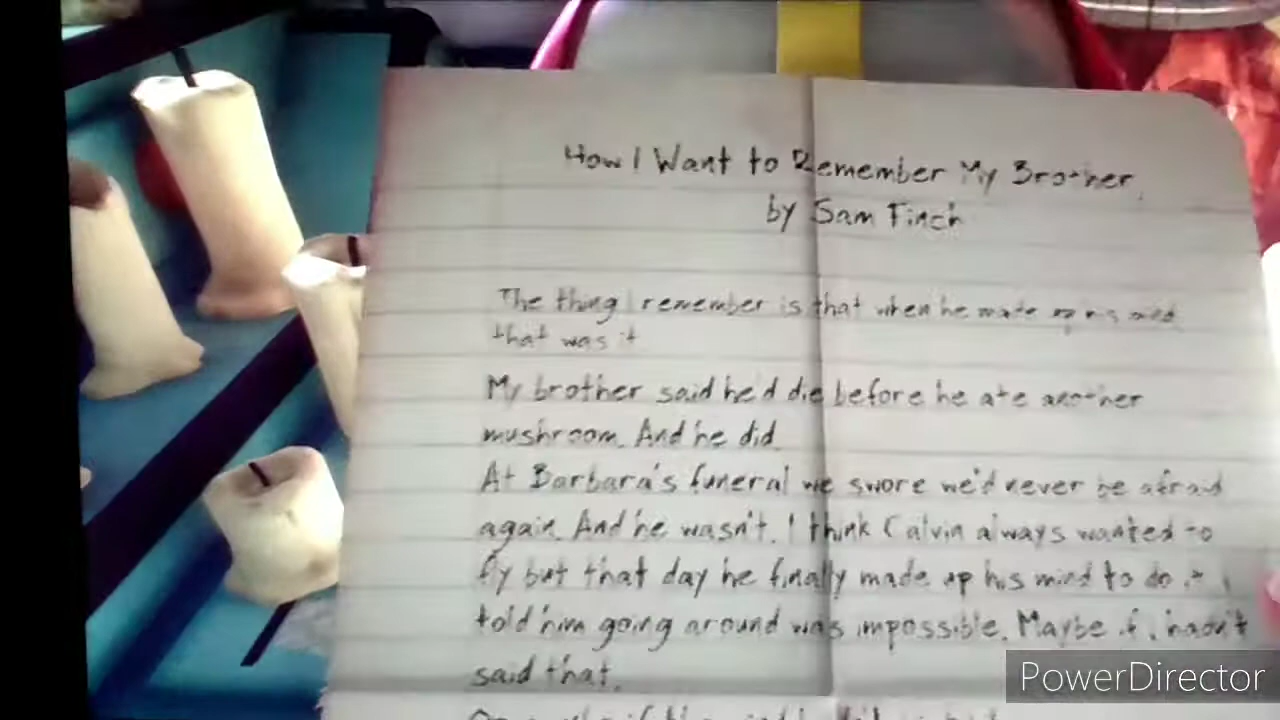 How I Want to Remember My Brother
by Sam Finch
The thing I remember is that when he made up his mind
that was it
My brother said he'd die before he ate another
mushroom. And he did.
At Barbara's funeral we swore we'd never be afraid
again. And he wasn't. I think Calvin always wanted to
fly but that day he finally made up his mind to do it. I
told him going around was impossible. Maybe if I hadn't
said that.
PowerDirector